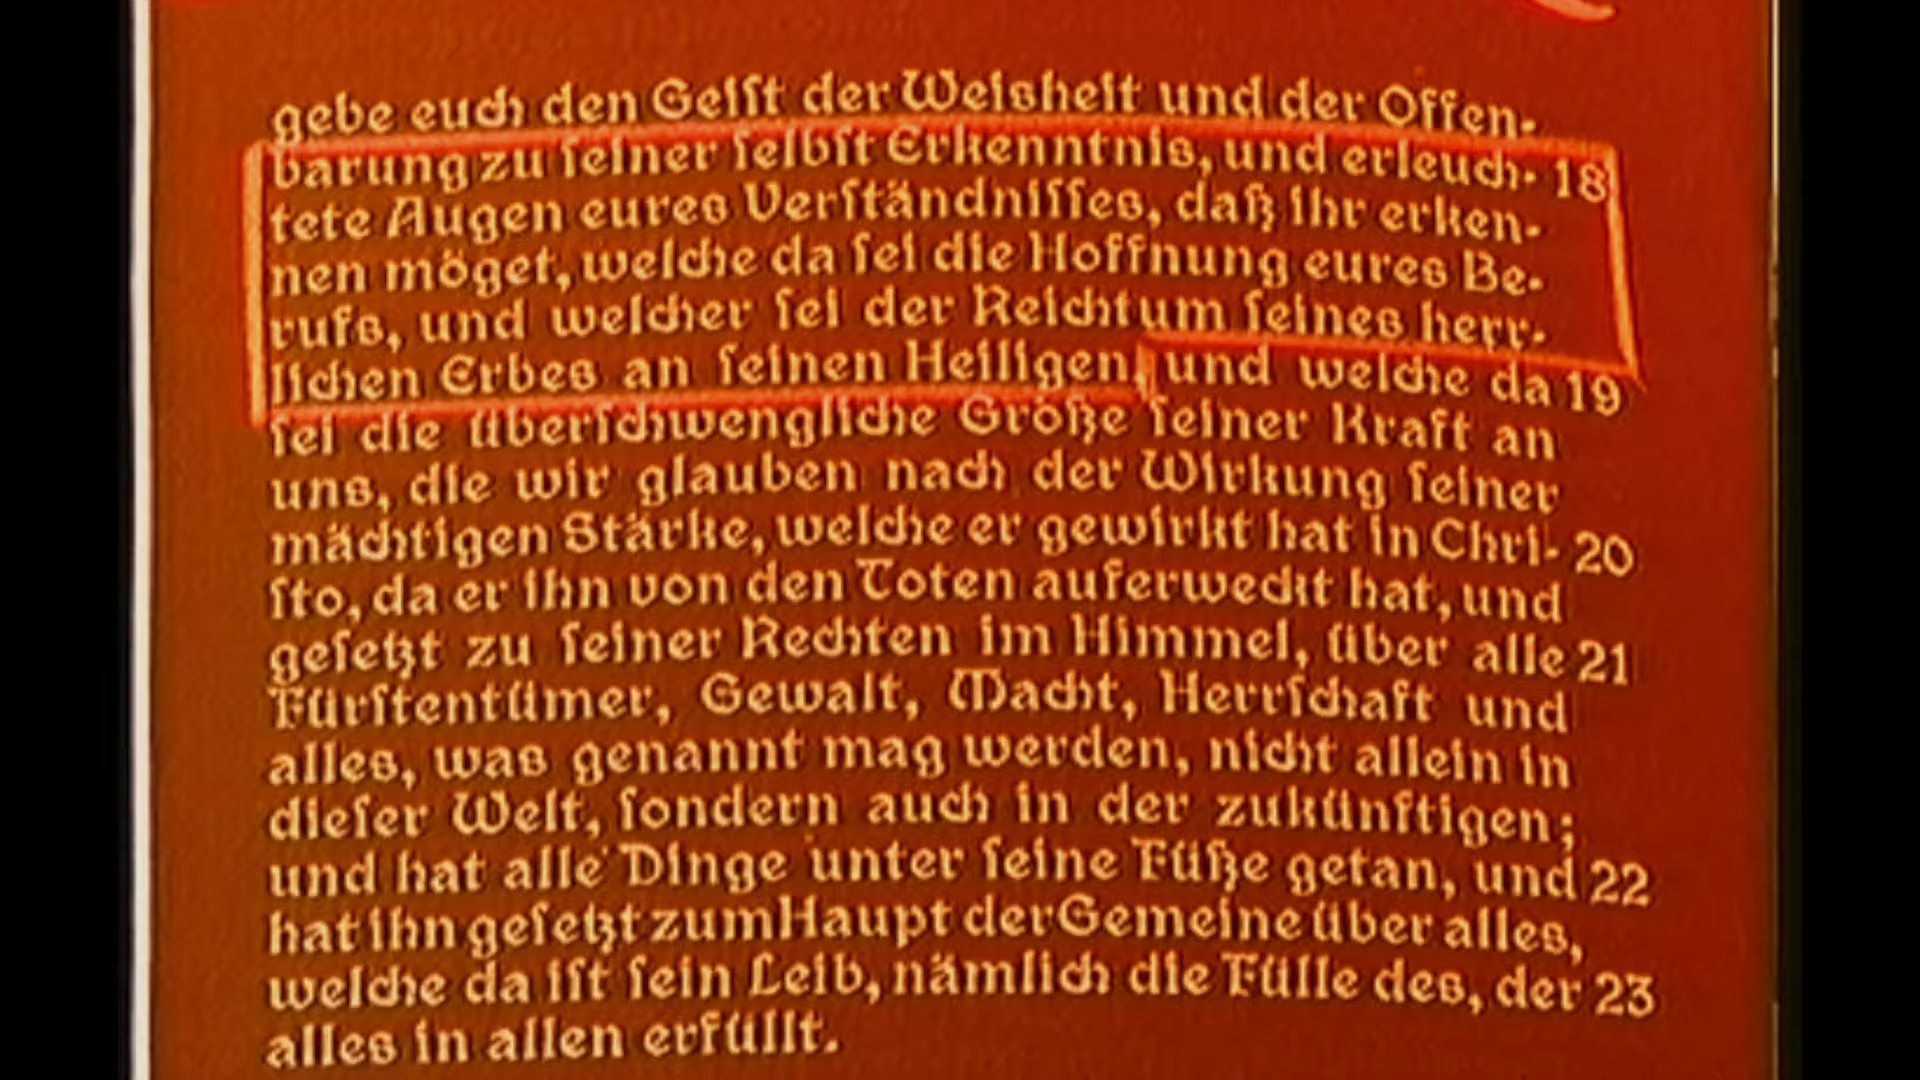 gebe euch den Geist der Weisheit und der Offen-
barung zu seiner selbst Erkenntnis, und erleuch- 18
tete Augen eures Verständnisses, daß ihr erken-
nen möget, welche da sei die Hoffnung eures Be-
rufs, und welcher sei der Reichtum seines herr-
lichen Erbes an seinen Heiligen, und welche da 19
sei die überschwengliche Größe seiner Kraft an
uns, die wir glauben nach der Wirkung seiner
mächtigen Stärke, welche er gewirkt hat in Chri- 20
sto, da er ihn von den Toten auferweckt hat, und
gesetzt zu seiner Rechten im Himmel, über alle 21
Fürstentümer, Gewalt, Macht, Herrschaft und
alles, was genannt mag werden, nicht allein in
dieser Welt, sondern auch in der zukünftigen;
und hat alle Dinge unter seine Füße getan, und 22
hat ihn gesetzt zum Haupt der Gemeine über alles,
welche da ist sein Leib, nämlich die Fülle des, der 23
alles in allen erfüllt.